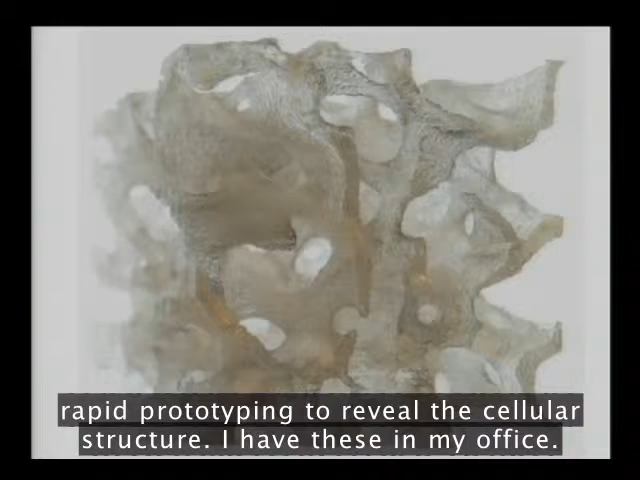 rapid prototyping to reveal the cellular
structure. I have these in my office.